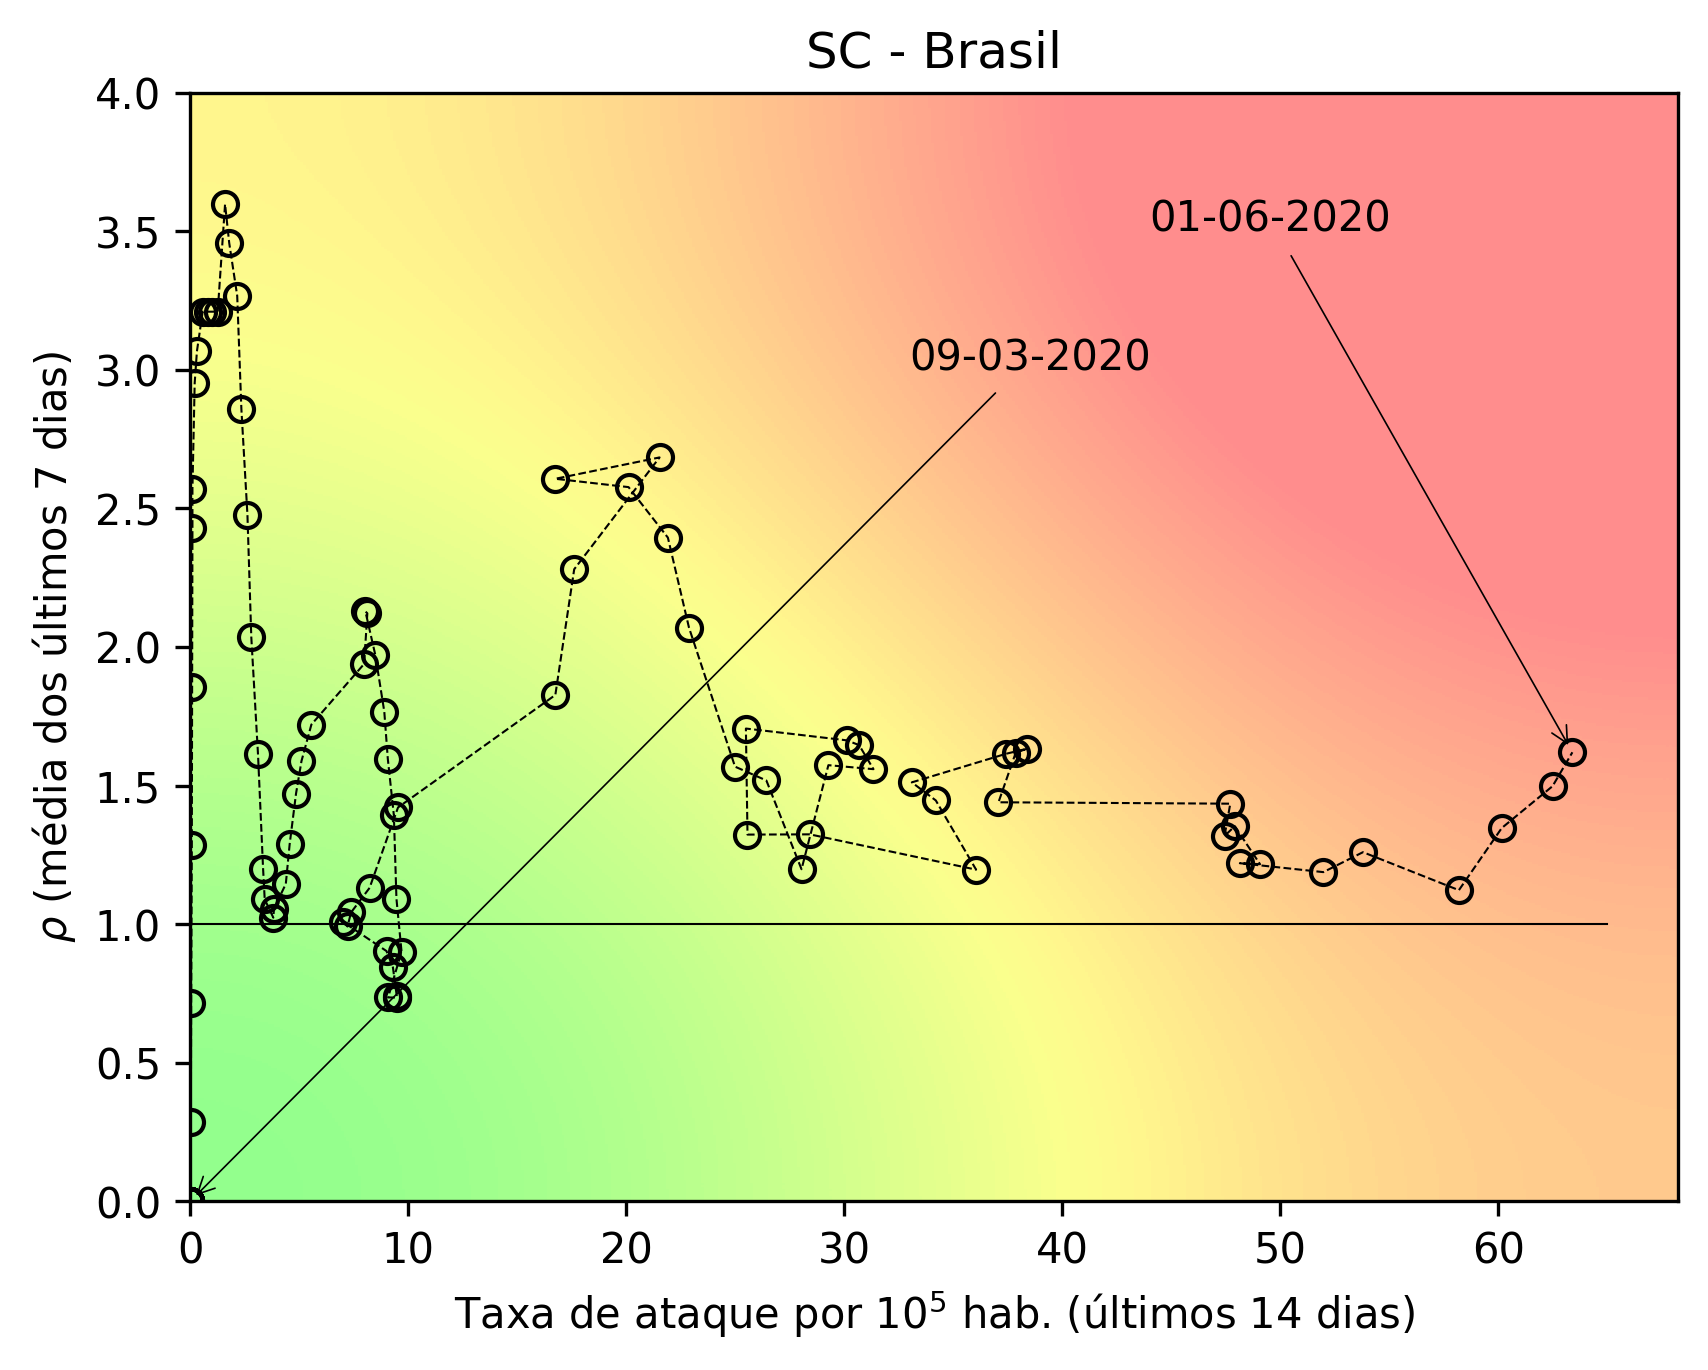 SC - Brasil
4.0
3.5
3.0
2.5
2.0
1.5
1.0
0.5
0.0
ρ (média dos últimos 7 dias)
01-06-2020
09-03-2020
0 10 20 30 40 50 60
Taxa de ataque por 10⁵ hab. (últimos 14 dias)